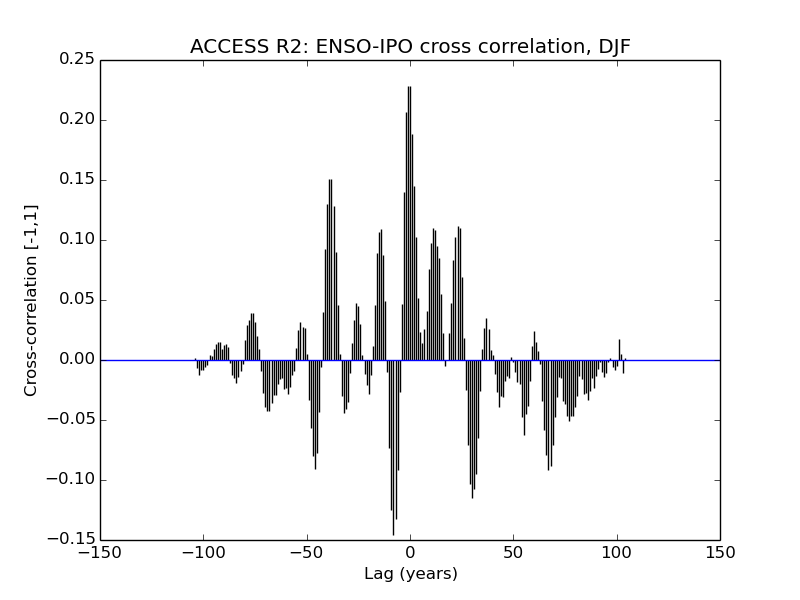 ACCESS R2: ENSO-IPO cross correlation, DJF
0.25
0.20
0.15
0.10
0.05
0.00
−0.05
−0.10
−0.15
Cross-correlation [-1,1]
−150 −100 −50 0 50 100 150
Lag (years)